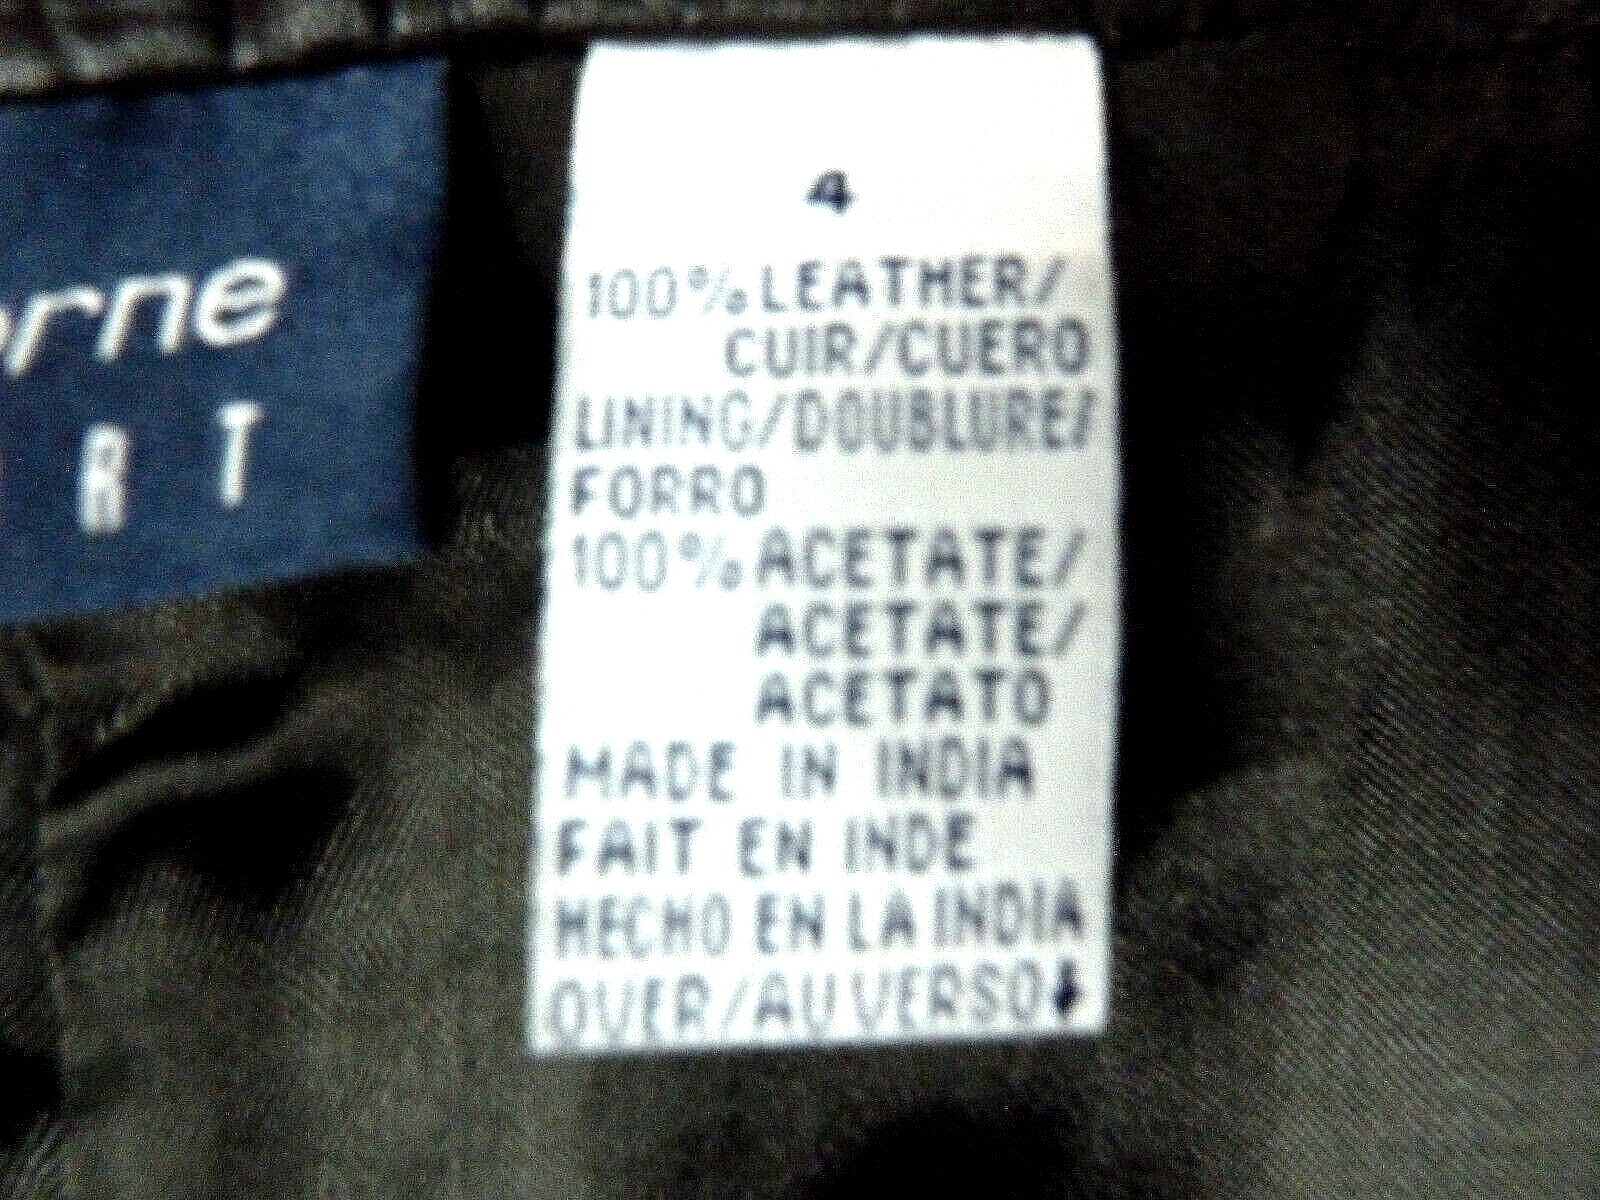 orne
R T
4
100% LEATHER/
CUIR/CUERO
LINING/DOUBLURE/
FORRO
100% ACETATE/
ACETATE/
ACETATO
MADE IN INDIA
FAIT EN INDE
HECHO EN LA INDIA
OVER/AU VERSO